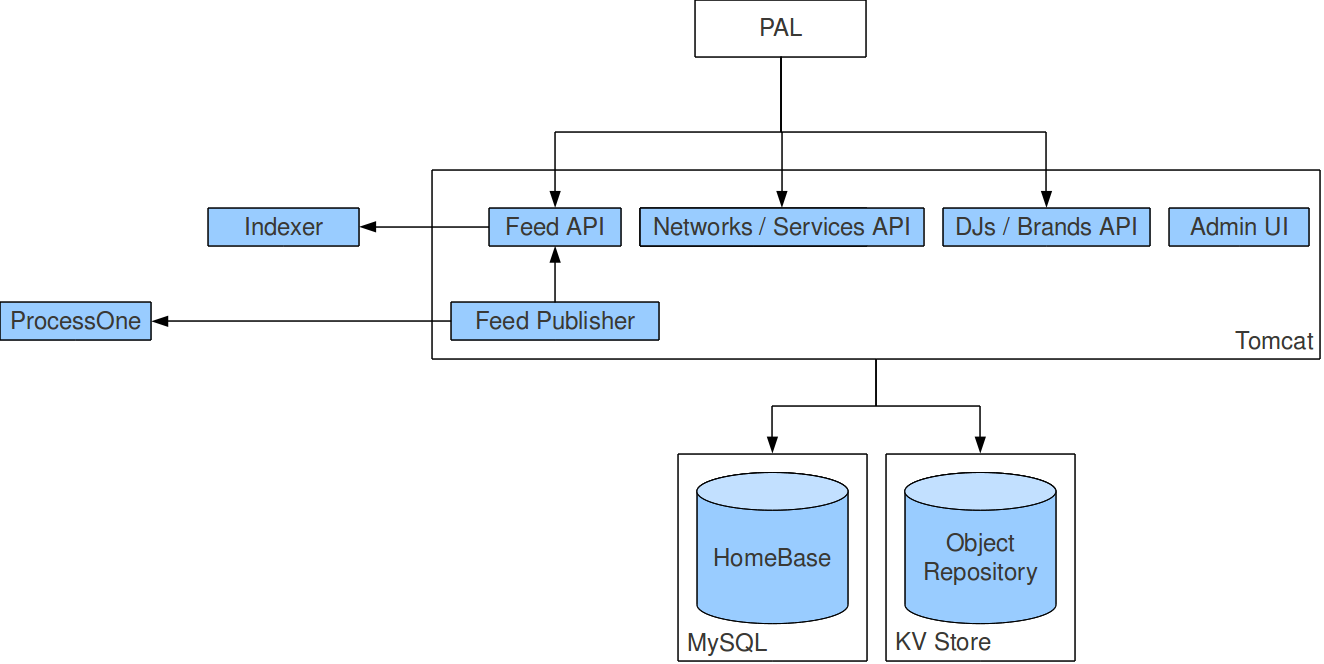 PAL
Indexer
Feed API
Networks / Services API
DJs / Brands API
Admin UI
ProcessOne
Feed Publisher
Tomcat
HomeBase
Object
Repository
MySQL
KV Store